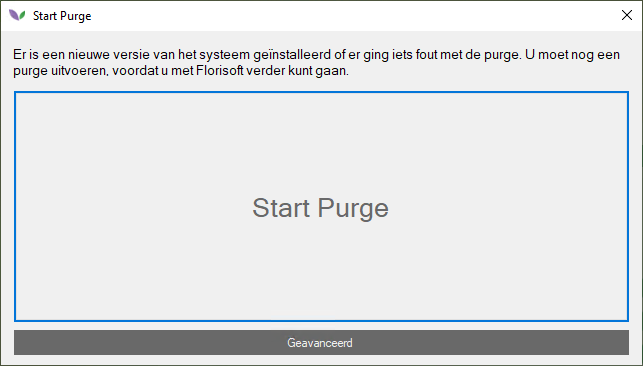 Start Purge
Er is een nieuwe versie van het systeem geïnstalleerd of er ging iets fout met de purge. U moet nog een
purge uitvoeren, voordat u met Florisoft verder kunt gaan.
Start Purge
Geavanceerd